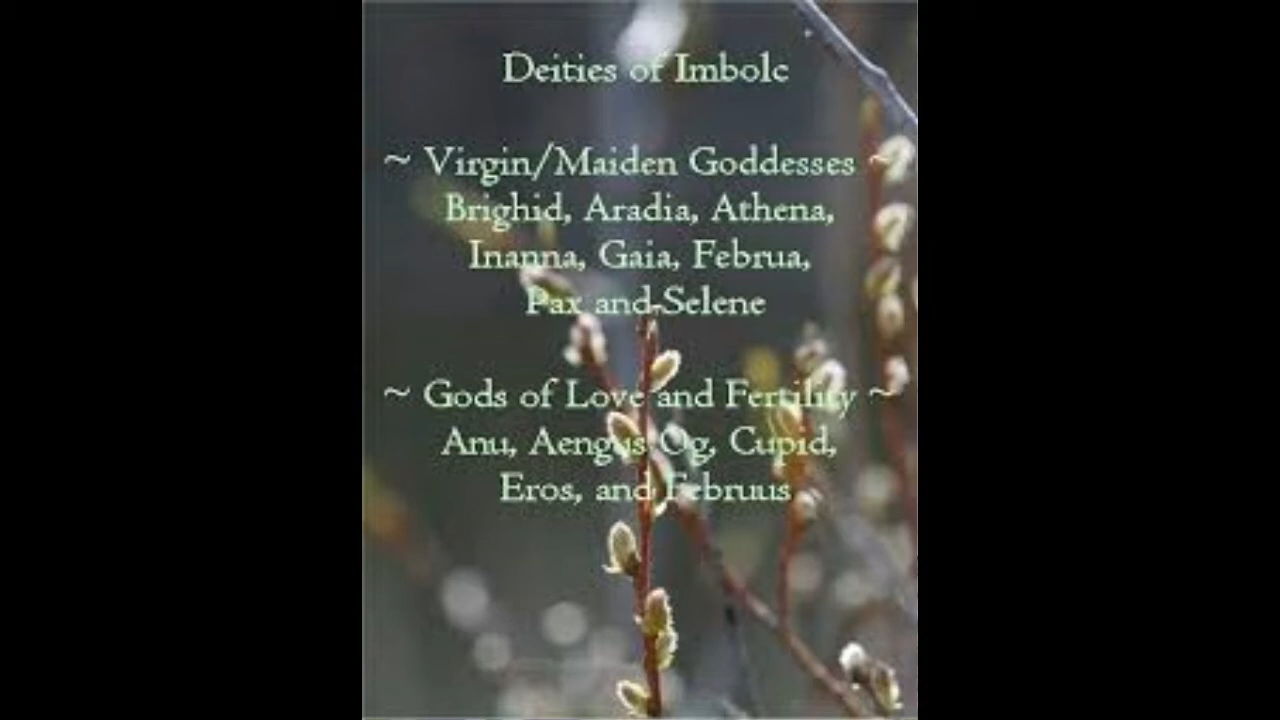 Deities of Imbolc
~ Virgin/Maiden Goddesses ~
Brighid, Aradia, Athena,
Inanna, Gaia, Februa,
Pax and Selene
~ Gods of Love and Fertility ~
Anu, Aengus Og, Cupid,
Eros, and Februus